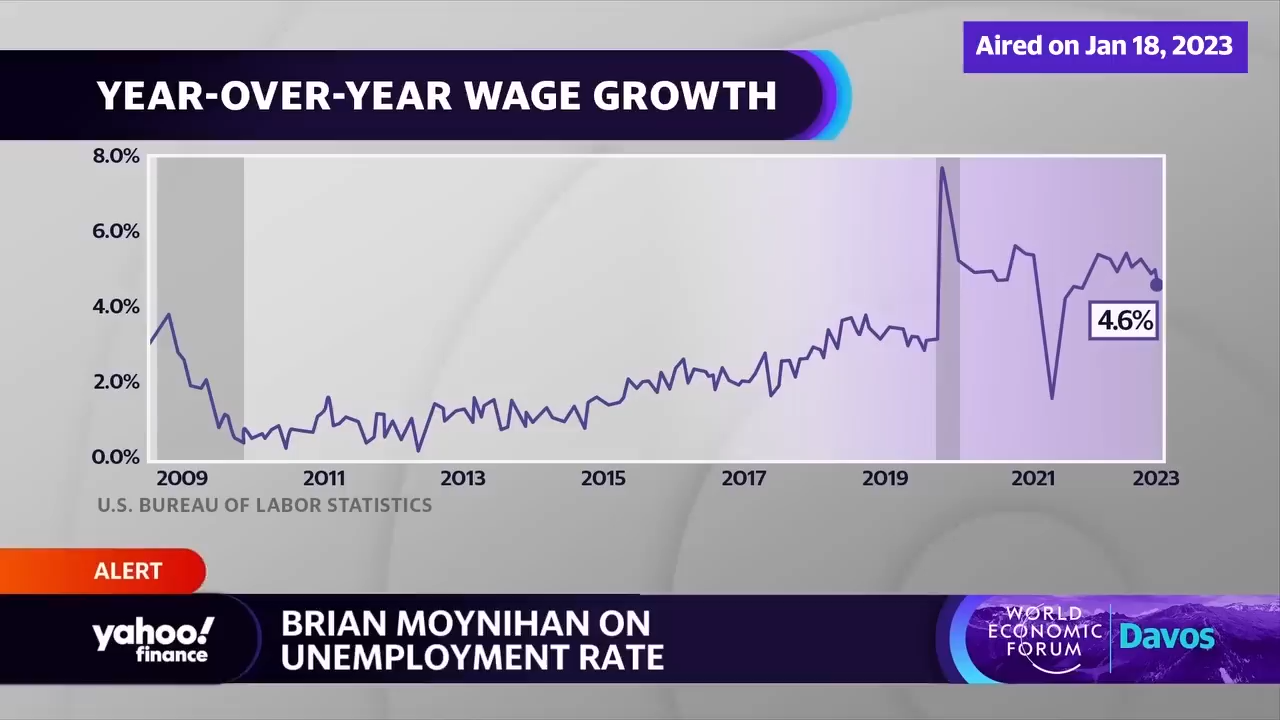 Aired on Jan 18, 2023
YEAR-OVER-YEAR WAGE GROWTH
8.0%
6.0%
4.0%
2.0%
0.0%
4.6%
2009 2011 2013 2015 2017 2019 2021 2023
U.S. BUREAU OF LABOR STATISTICS
ALERT
yahoo!
finance
BRIAN MOYNIHAN ON
UNEMPLOYMENT RATE
WORLD
ECONOMIC
FORUM
Davos